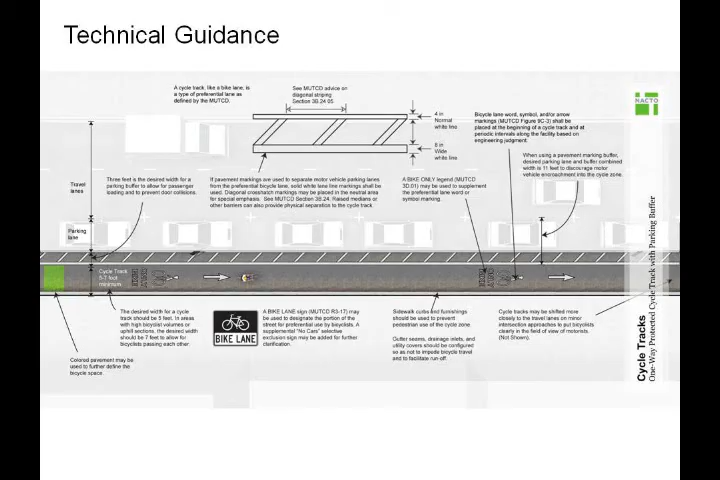 Technical Guidance
A cycle track, like a bike lane, is
a type of preferential lane as
defined by the MUTCD.
See MUTCD advice on
diagonal striping
Section 3B.24 05
4 in
Normal
white line
8 in
Wide
white line
Bicycle lane word, symbol, and/or arrow
markings (MUTCD Figure 9C-3) shall be
placed at the beginning of a cycle track and at
periodic intervals along the facility based on
engineering judgment.
NACTO
When using a pavement marking buffer,
desired parking lane and buffer combined
width is 11 feet to discourage motor
vehicle encroachment into the cycle zone.
Travel
lanes
Three feet is the desired width for a
parking buffer to allow for passenger
loading and to prevent door collisions.
If pavement markings are used to separate motor vehicle parking lanes
from the preferential bicycle lane, solid white lane line markings shall be
used. Diagonal crosshatch markings may be placed in the neutral area
for special emphasis. See MUTCD Section 3B.24. Raised medians or
other barriers can also provide physical separation to the cycle track.
A BIKE ONLY legend (MUTCD
3D.01) may be used to supplement
the preferential lane word or
symbol marking.
Parking
lane
Cycle Track
5-7 foot
minimum.
The desired width for a cycle
track should be 5 feet. In areas
with high bicyclist volumes or
uphill sections, the desired width
should be 7 feet to allow for
bicyclists passing each other.
BIKE LANE
A BIKE LANE sign (MUTCD R3-17) may
be used to designate the portion of the
street for preferential use by bicyclists. A
supplemental "No Cars" selective
exclusion sign may be added for further
clarification.
Sidewalk curbs and furnishings
should be used to prevent
pedestrian use of the cycle zone.
Gutter seams, drainage inlets, and
utility covers should be configured
so as not to impede bicycle travel
and to facilitate run-off.
Cycle tracks may be shifted more
closely to the travel lanes on minor
intersection approaches to put bicyclists
clearly in the field of view of motorists.
(Not Shown).
Colored pavement may be
used to further define the
bicycle space.
Cycle Tracks
One-Way Protected Cycle Track with Parking Buffer